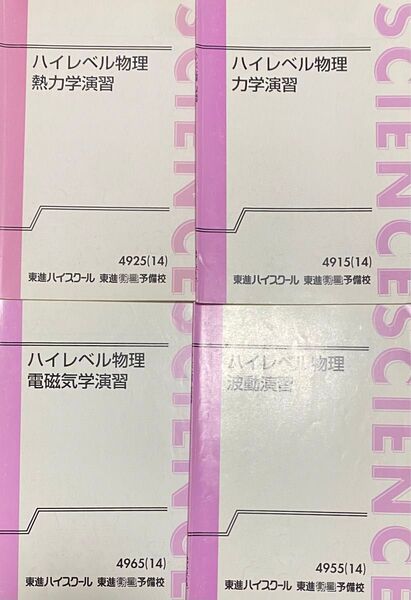 ハイレベル物理
熱力学演習
4925(14)
東進ハイスクール 東進衛星予備校
SCIENCE
ハイレベル物理
力学演習
4915(14)
東進ハイスクール 東進衛星予備校
SCIENCE
ハイレベル物理
電磁気学演習
4965(14)
東進ハイスクール 東進衛星予備校
SCIENCE
ハイレベル物理
波動演習
4955(14)
東進ハイスクール 東進衛星予備校
SCIENCE